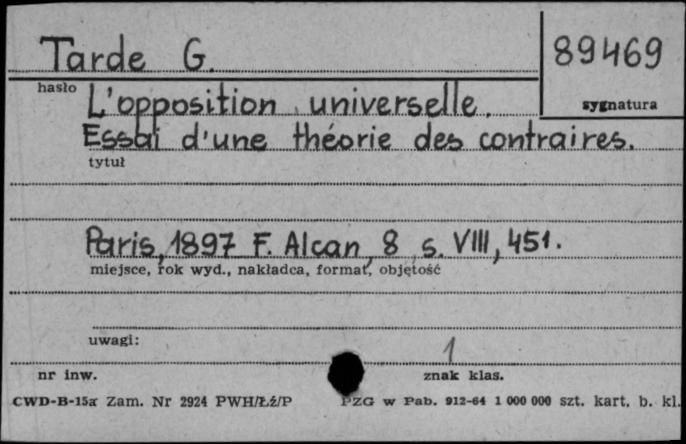 Tarde G.
89469
hasło
sygnatura
L'opposition universelle.
Essai d'une théorie des contraires.
tytuł
Paris, 1897 F. Alcan, 8 s. VIII, 451.
miejsce, rok wyd., nakładca, format, objętość
uwagi:
1
nr inw.
znak klas.
CWD-B-15a Zam. Nr 2924 PWH/Łź/P PZG w Pab. 912-64 1 000 000 szt. kart. b. kl.